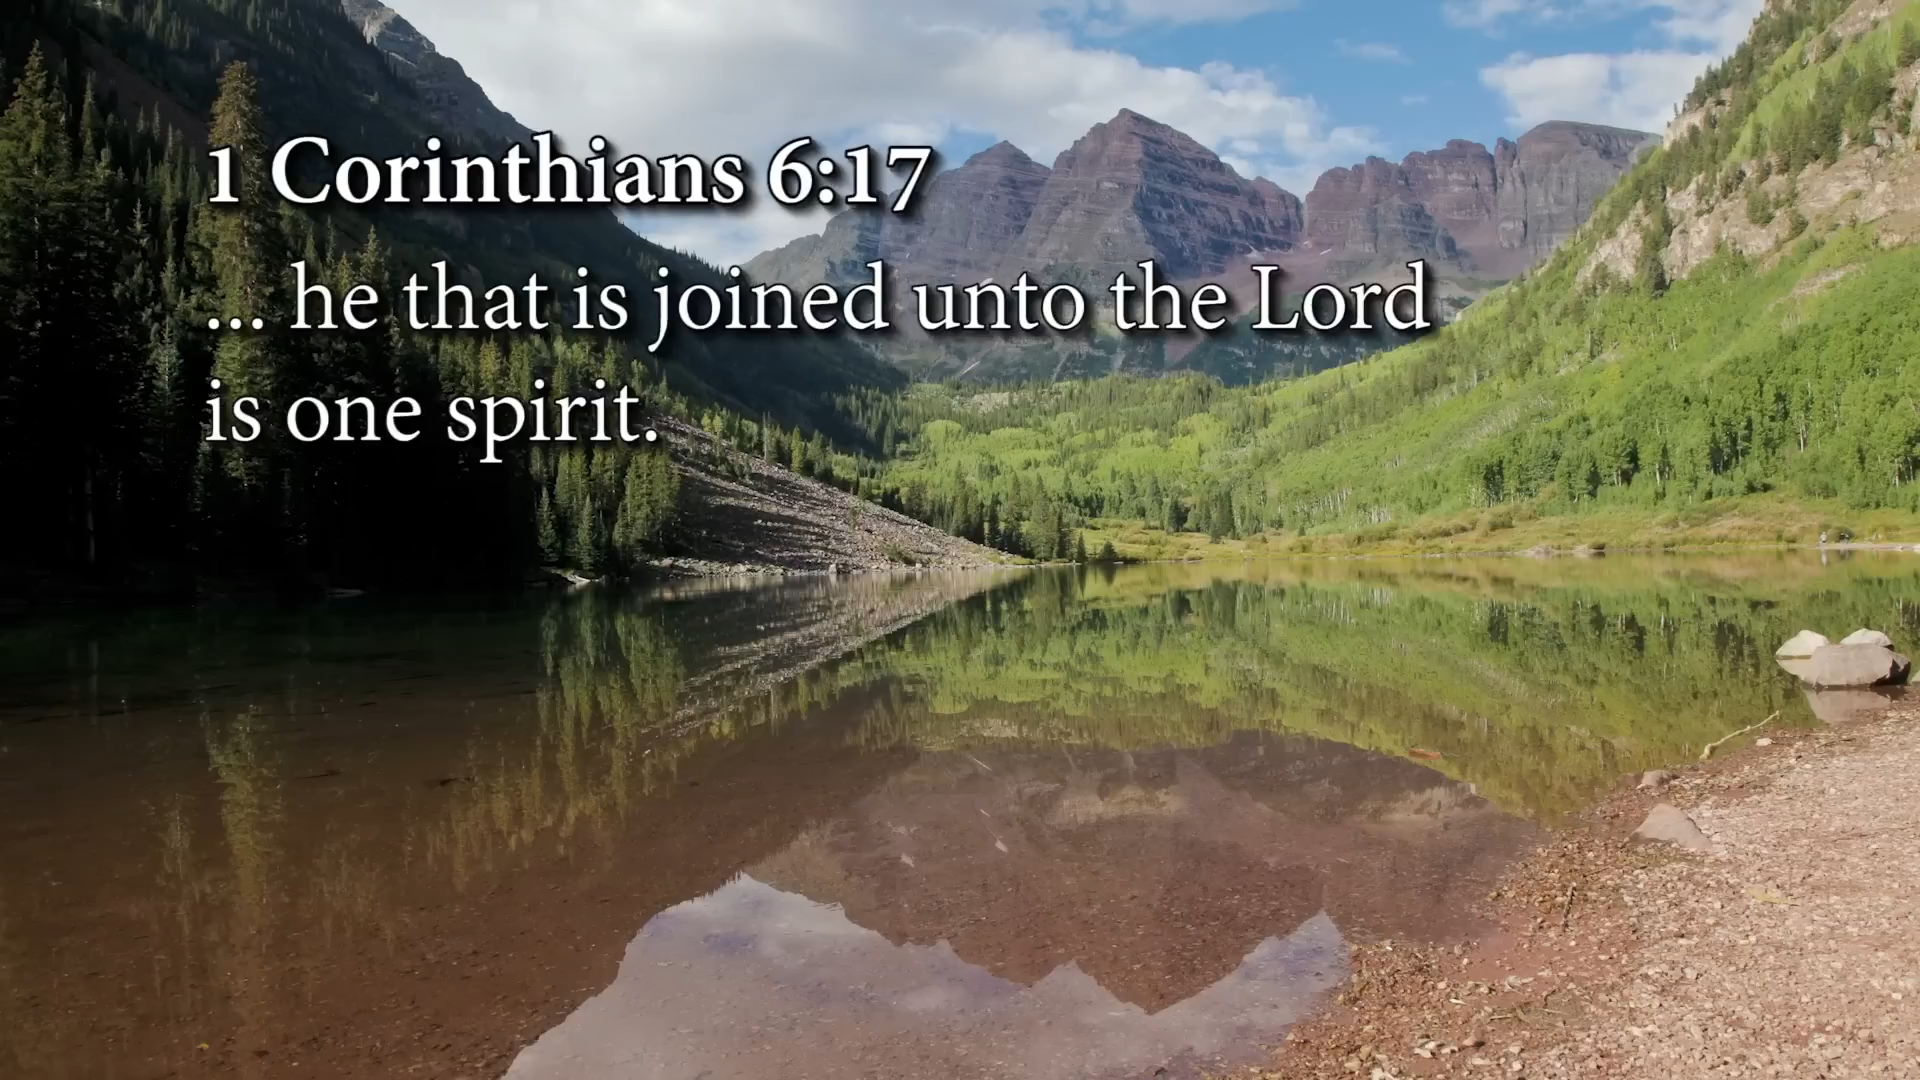 1 Corinthians 6:17
... he that is joined unto the Lord
is one spirit.